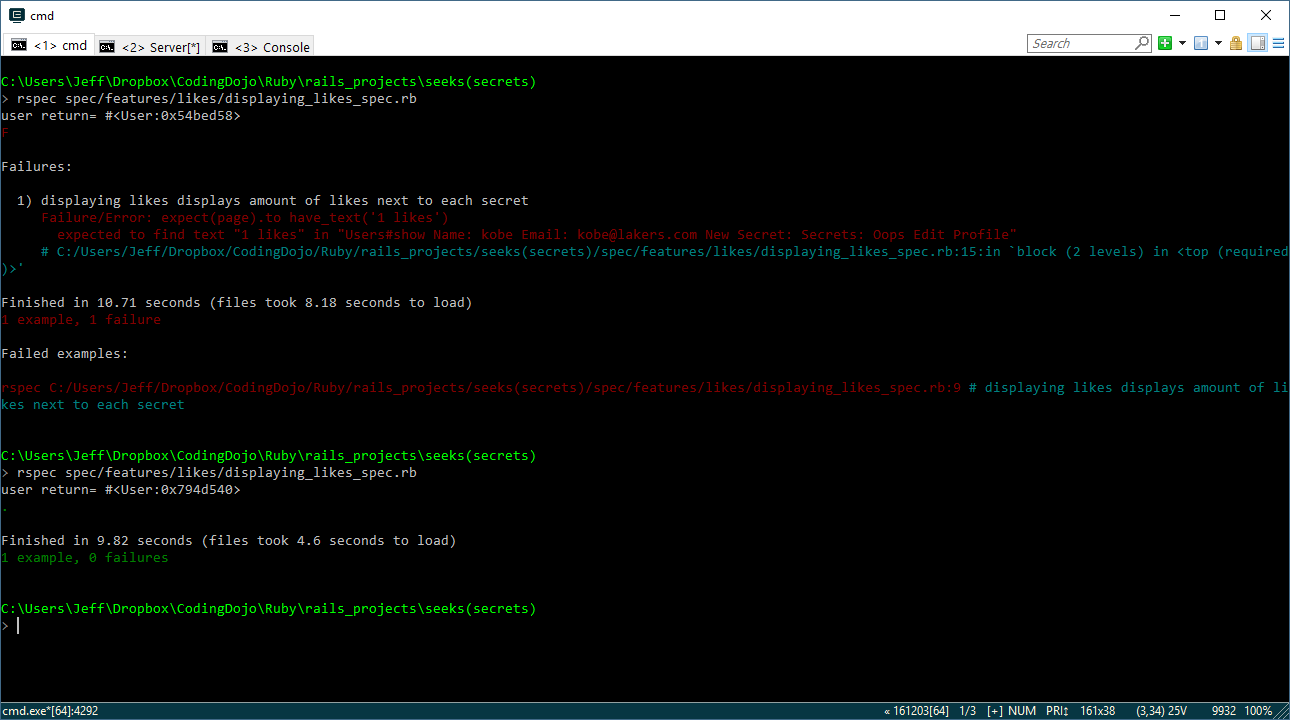 cmd
<1> cmd
<2> Server[*]
<3> Console
Search
C:\Users\Jeff\Dropbox\CodingDojo\Ruby\rails_projects\seeks(secrets)
> rspec spec/features/likes/displaying_likes_spec.rb
user return= #<User:0x54bed58>
F
Failures:
1) displaying likes displays amount of likes next to each secret
Failure/Error: expect(page).to have_text('1 likes')
expected to find text "1 likes" in "Users#show Name: kobe Email: kobe@lakers.com New Secret: Secrets: Oops Edit Profile"
# C:/Users/Jeff/Dropbox/CodingDojo/Ruby/rails_projects/seeks(secrets)/spec/features/likes/displaying_likes_spec.rb:15:in `block (2 levels) in <top (required
)>'
Finished in 10.71 seconds (files took 8.18 seconds to load)
1 example, 1 failure
Failed examples:
rspec C:/Users/Jeff/Dropbox/CodingDojo/Ruby/rails_projects/seeks(secrets)/spec/features/likes/displaying_likes_spec.rb:9 # displaying likes displays amount of li
kes next to each secret
C:\Users\Jeff\Dropbox\CodingDojo\Ruby\rails_projects\seeks(secrets)
> rspec spec/features/likes/displaying_likes_spec.rb
user return= #<User:0x794d540>
.
Finished in 9.82 seconds (files took 4.6 seconds to load)
1 example, 0 failures
C:\Users\Jeff\Dropbox\CodingDojo\Ruby\rails_projects\seeks(secrets)
>
cmd.exe*[64]:4292 « 161203[64] 1/3 [+] NUM PRI↕ 161x38 (3,34) 25V 9932 100%